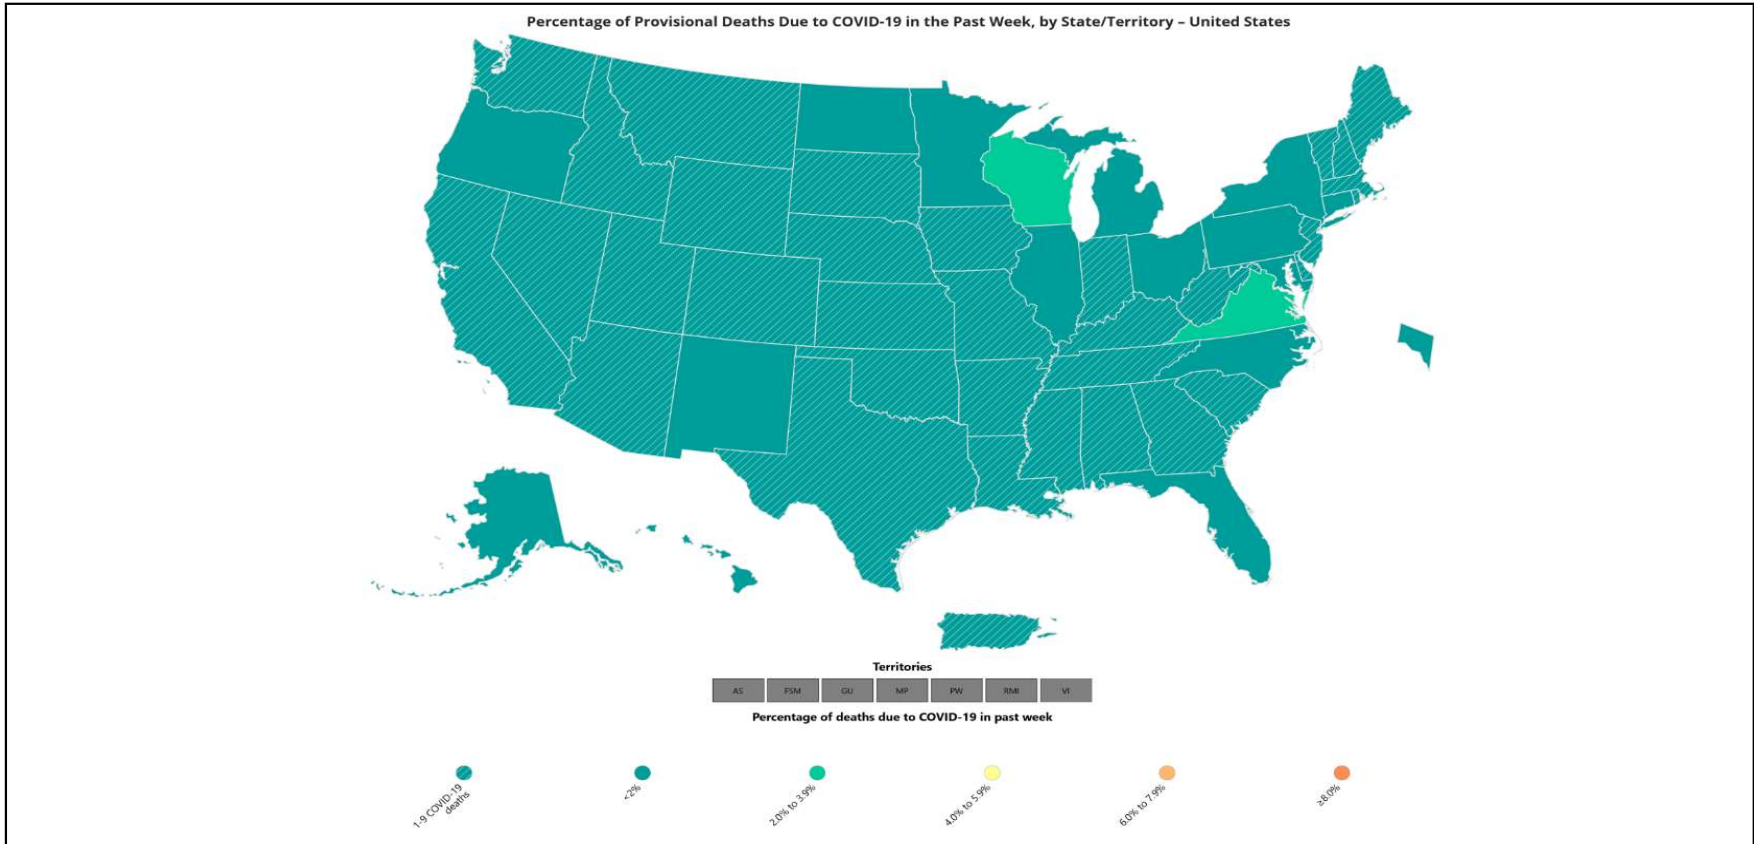 Percentage of Provisional Deaths Due to COVID-19 in the Past Week, by State/Territory – United States
Territories
AS
FSM
GU
MP
PW
RMI
VI
Percentage of deaths due to COVID-19 in past week
1-9 COVID-19
deaths
<2%
2.0% to 3.9%
4.0% to 5.9%
6.0% to 7.9%
≥8.0%